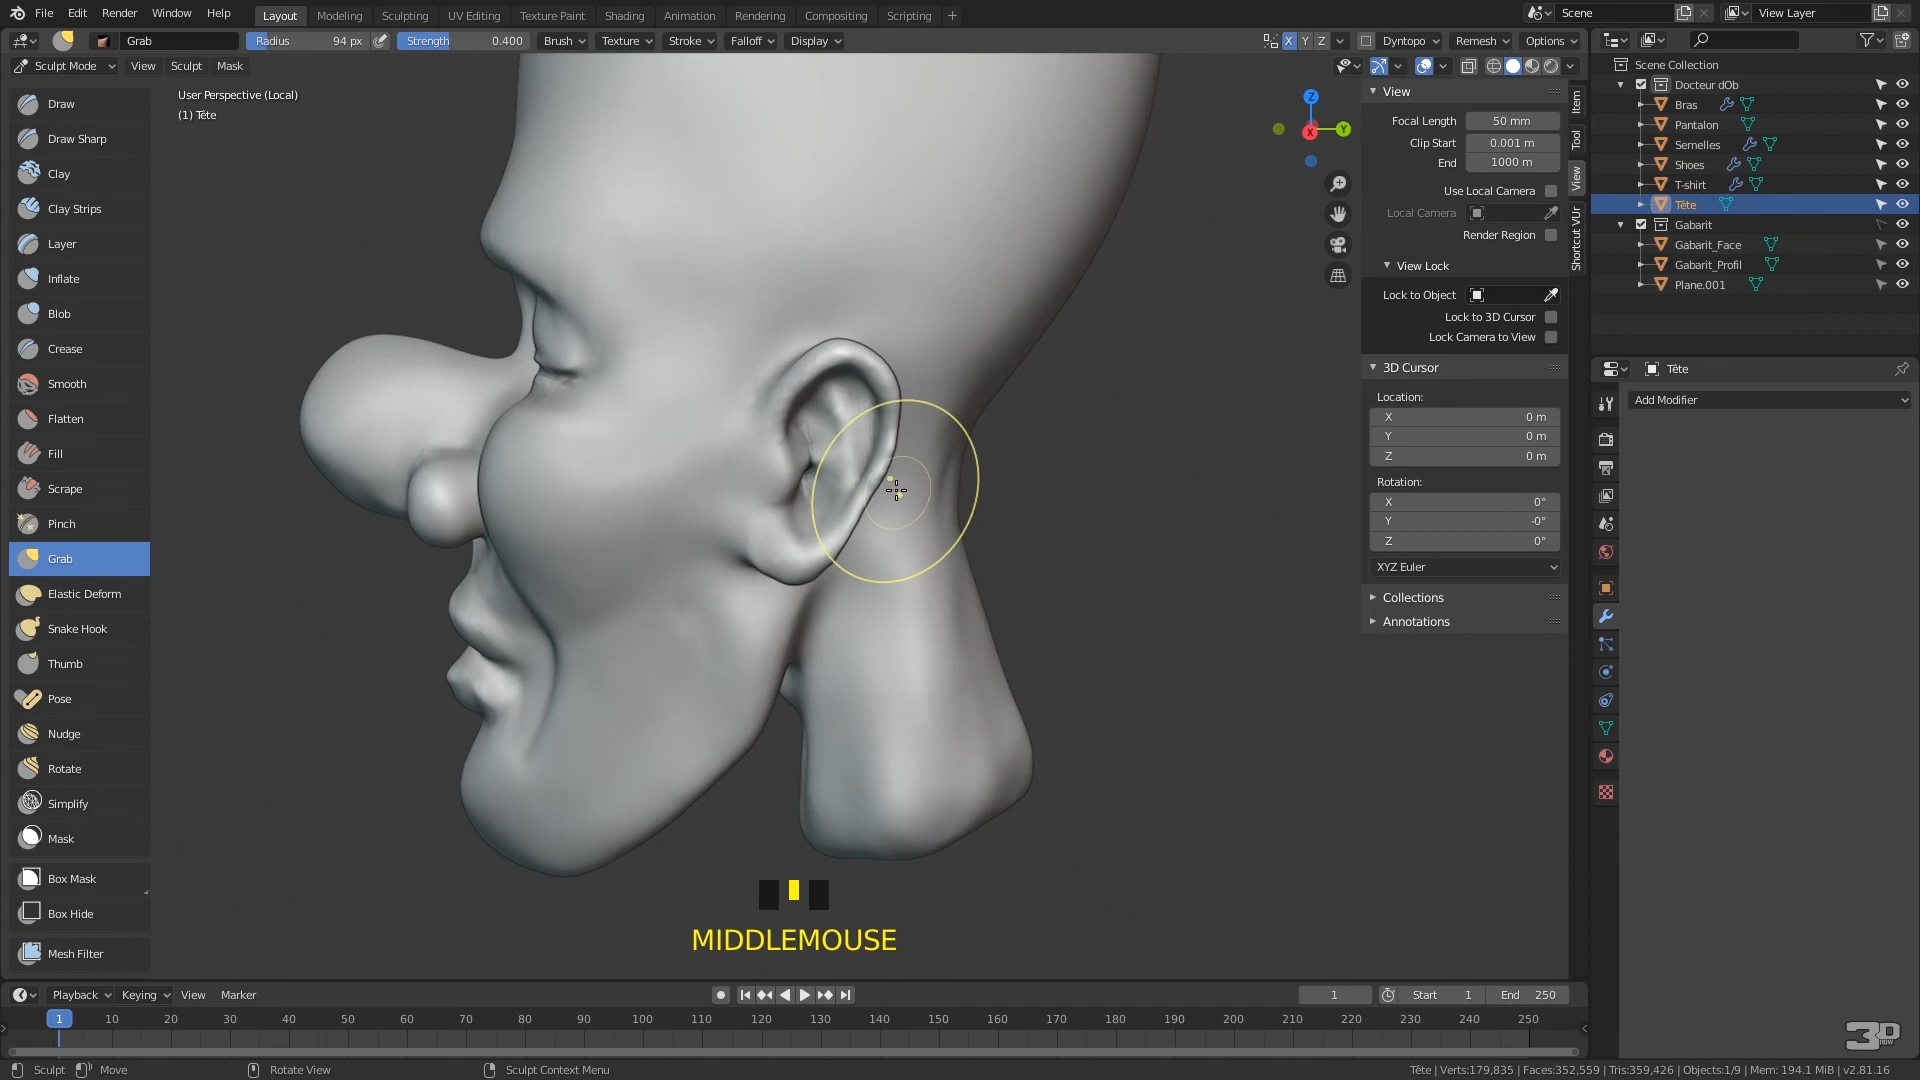 File Edit Render Window Help Layout Modeling Sculpting UV Editing Texture Paint Shading Animation Rendering Compositing Scripting Scene View Layer
Grab Radius 94 px Strength 0.400 Brush Texture Stroke Falloff Display X Y Z Dyntopo Remesh Options
Sculpt Mode View Sculpt Mask
User Perspective (Local)
(1) Tête
Draw
Draw Sharp
Clay
Clay Strips
Layer
Inflate
Blob
Crease
Smooth
Flatten
Fill
Scrape
Pinch
Grab
Elastic Deform
Snake Hook
Thumb
Pose
Nudge
Rotate
Simplify
Mask
Box Mask
Box Hide
Mesh Filter
Z
X
Y
View
Focal Length 50 mm
Clip Start 0.001 m
End 1000 m
Use Local Camera
Local Camera
Render Region
View Lock
Lock to Object
Lock to 3D Cursor
Lock Camera to View
3D Cursor
Location:
X 0 m
Y 0 m
Z 0 m
Rotation:
X 0°
Y -0°
Z 0°
XYZ Euler
Collections
Annotations
Item
Tool
View
Shortcut VUr
Scene Collection
Docteur dOb
Bras
Pantalon
Semelles
Shoes
T-shirt
Tête
Gabarit
Gabarit_Face
Gabarit_Profil
Plane.001
Tête
Add Modifier
MIDDLEMOUSE
Playback Keying View Marker 1 Start 1 End 250
1 10 20 30 40 50 60 70 80 90 100 110 120 130 140 150 160 170 180 190 200 210 220 230 240 250
3D
now
Sculpt Move Rotate View Sculpt Context Menu Tête | Verts:179,835 | Faces:352,559 | Tris:359,426 | Objects:1/9 | Mem: 194.1 MiB | v2.81.16